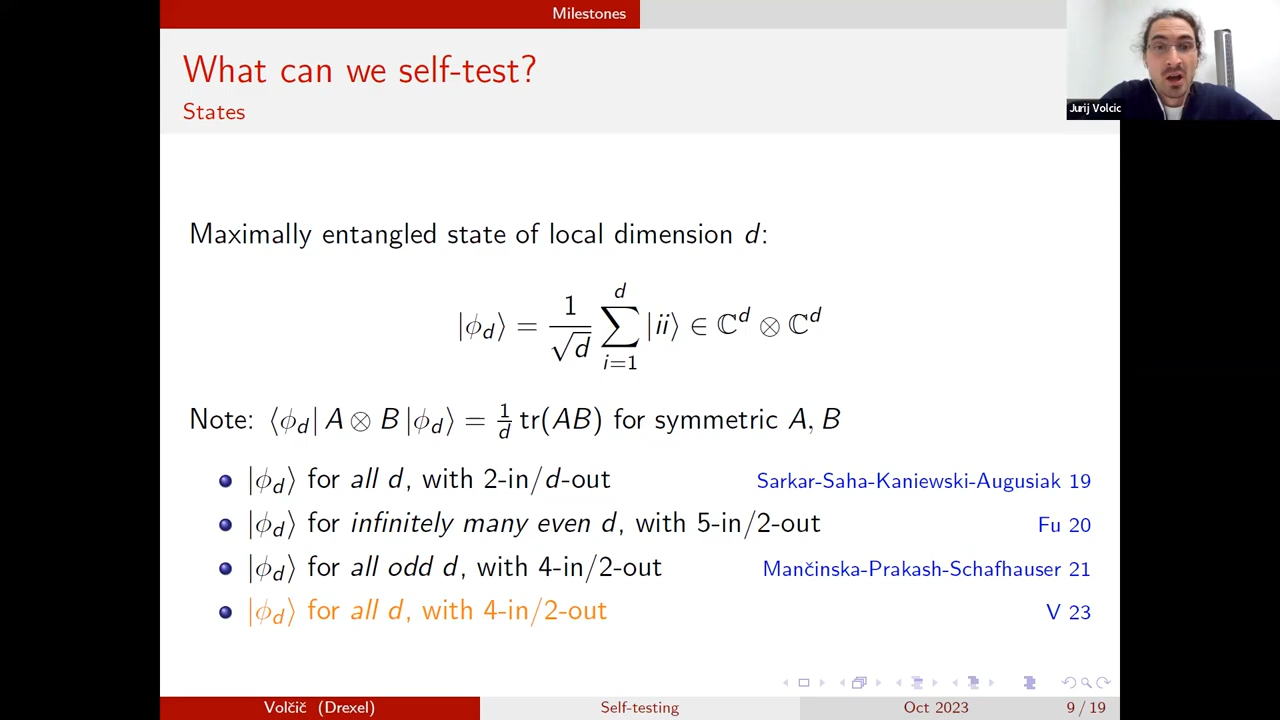 Milestones
What can we self-test?
States
Jurij Volcic
Maximally entangled state of local dimension d:
|ϕ_d⟩ = \frac{1}{\sqrt{d}} \sum_{i=1}^{d} |ii⟩ ∈ ℂ^d ⊗ ℂ^d
Note: ⟨ϕ_d| A ⊗ B |ϕ_d⟩ = \frac{1}{d} tr(AB) for symmetric A, B
|ϕ_d⟩ for all d, with 2-in/d-out Sarkar-Saha-Kaniewski-Augusiak 19
|ϕ_d⟩ for infinitely many even d, with 5-in/2-out Fu 20
|ϕ_d⟩ for all odd d, with 4-in/2-out Mančinska-Prakash-Schafhauser 21
|ϕ_d⟩ for all d, with 4-in/2-out V 23
Volčič (Drexel) Self-testing Oct 2023 9 / 19